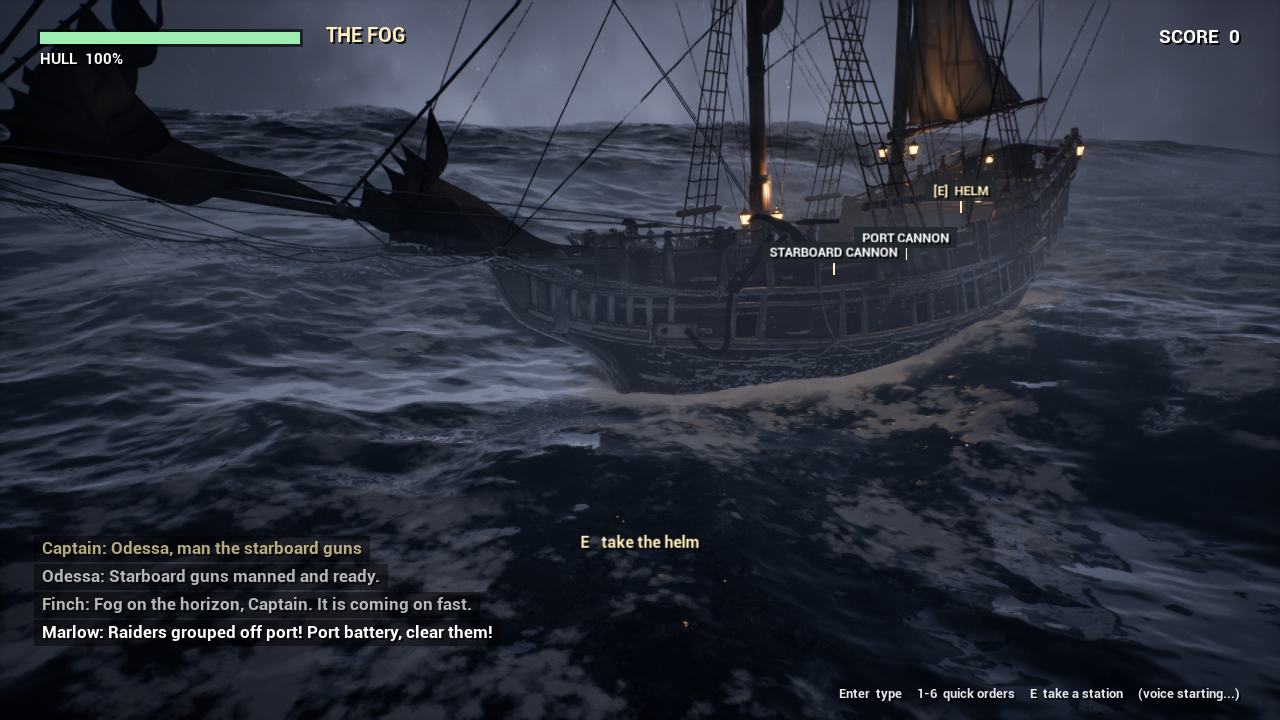 THE FOG
SCORE 0
HULL 100%
[E] HELM
PORT CANNON
STARBOARD CANNON
E take the helm
Captain: Odessa, man the starboard guns
Odessa: Starboard guns manned and ready.
Finch: Fog on the horizon, Captain. It is coming on fast.
Marlow: Raiders grouped off port! Port battery, clear them!
Enter type 1-6 quick orders E take a station (voice starting...)